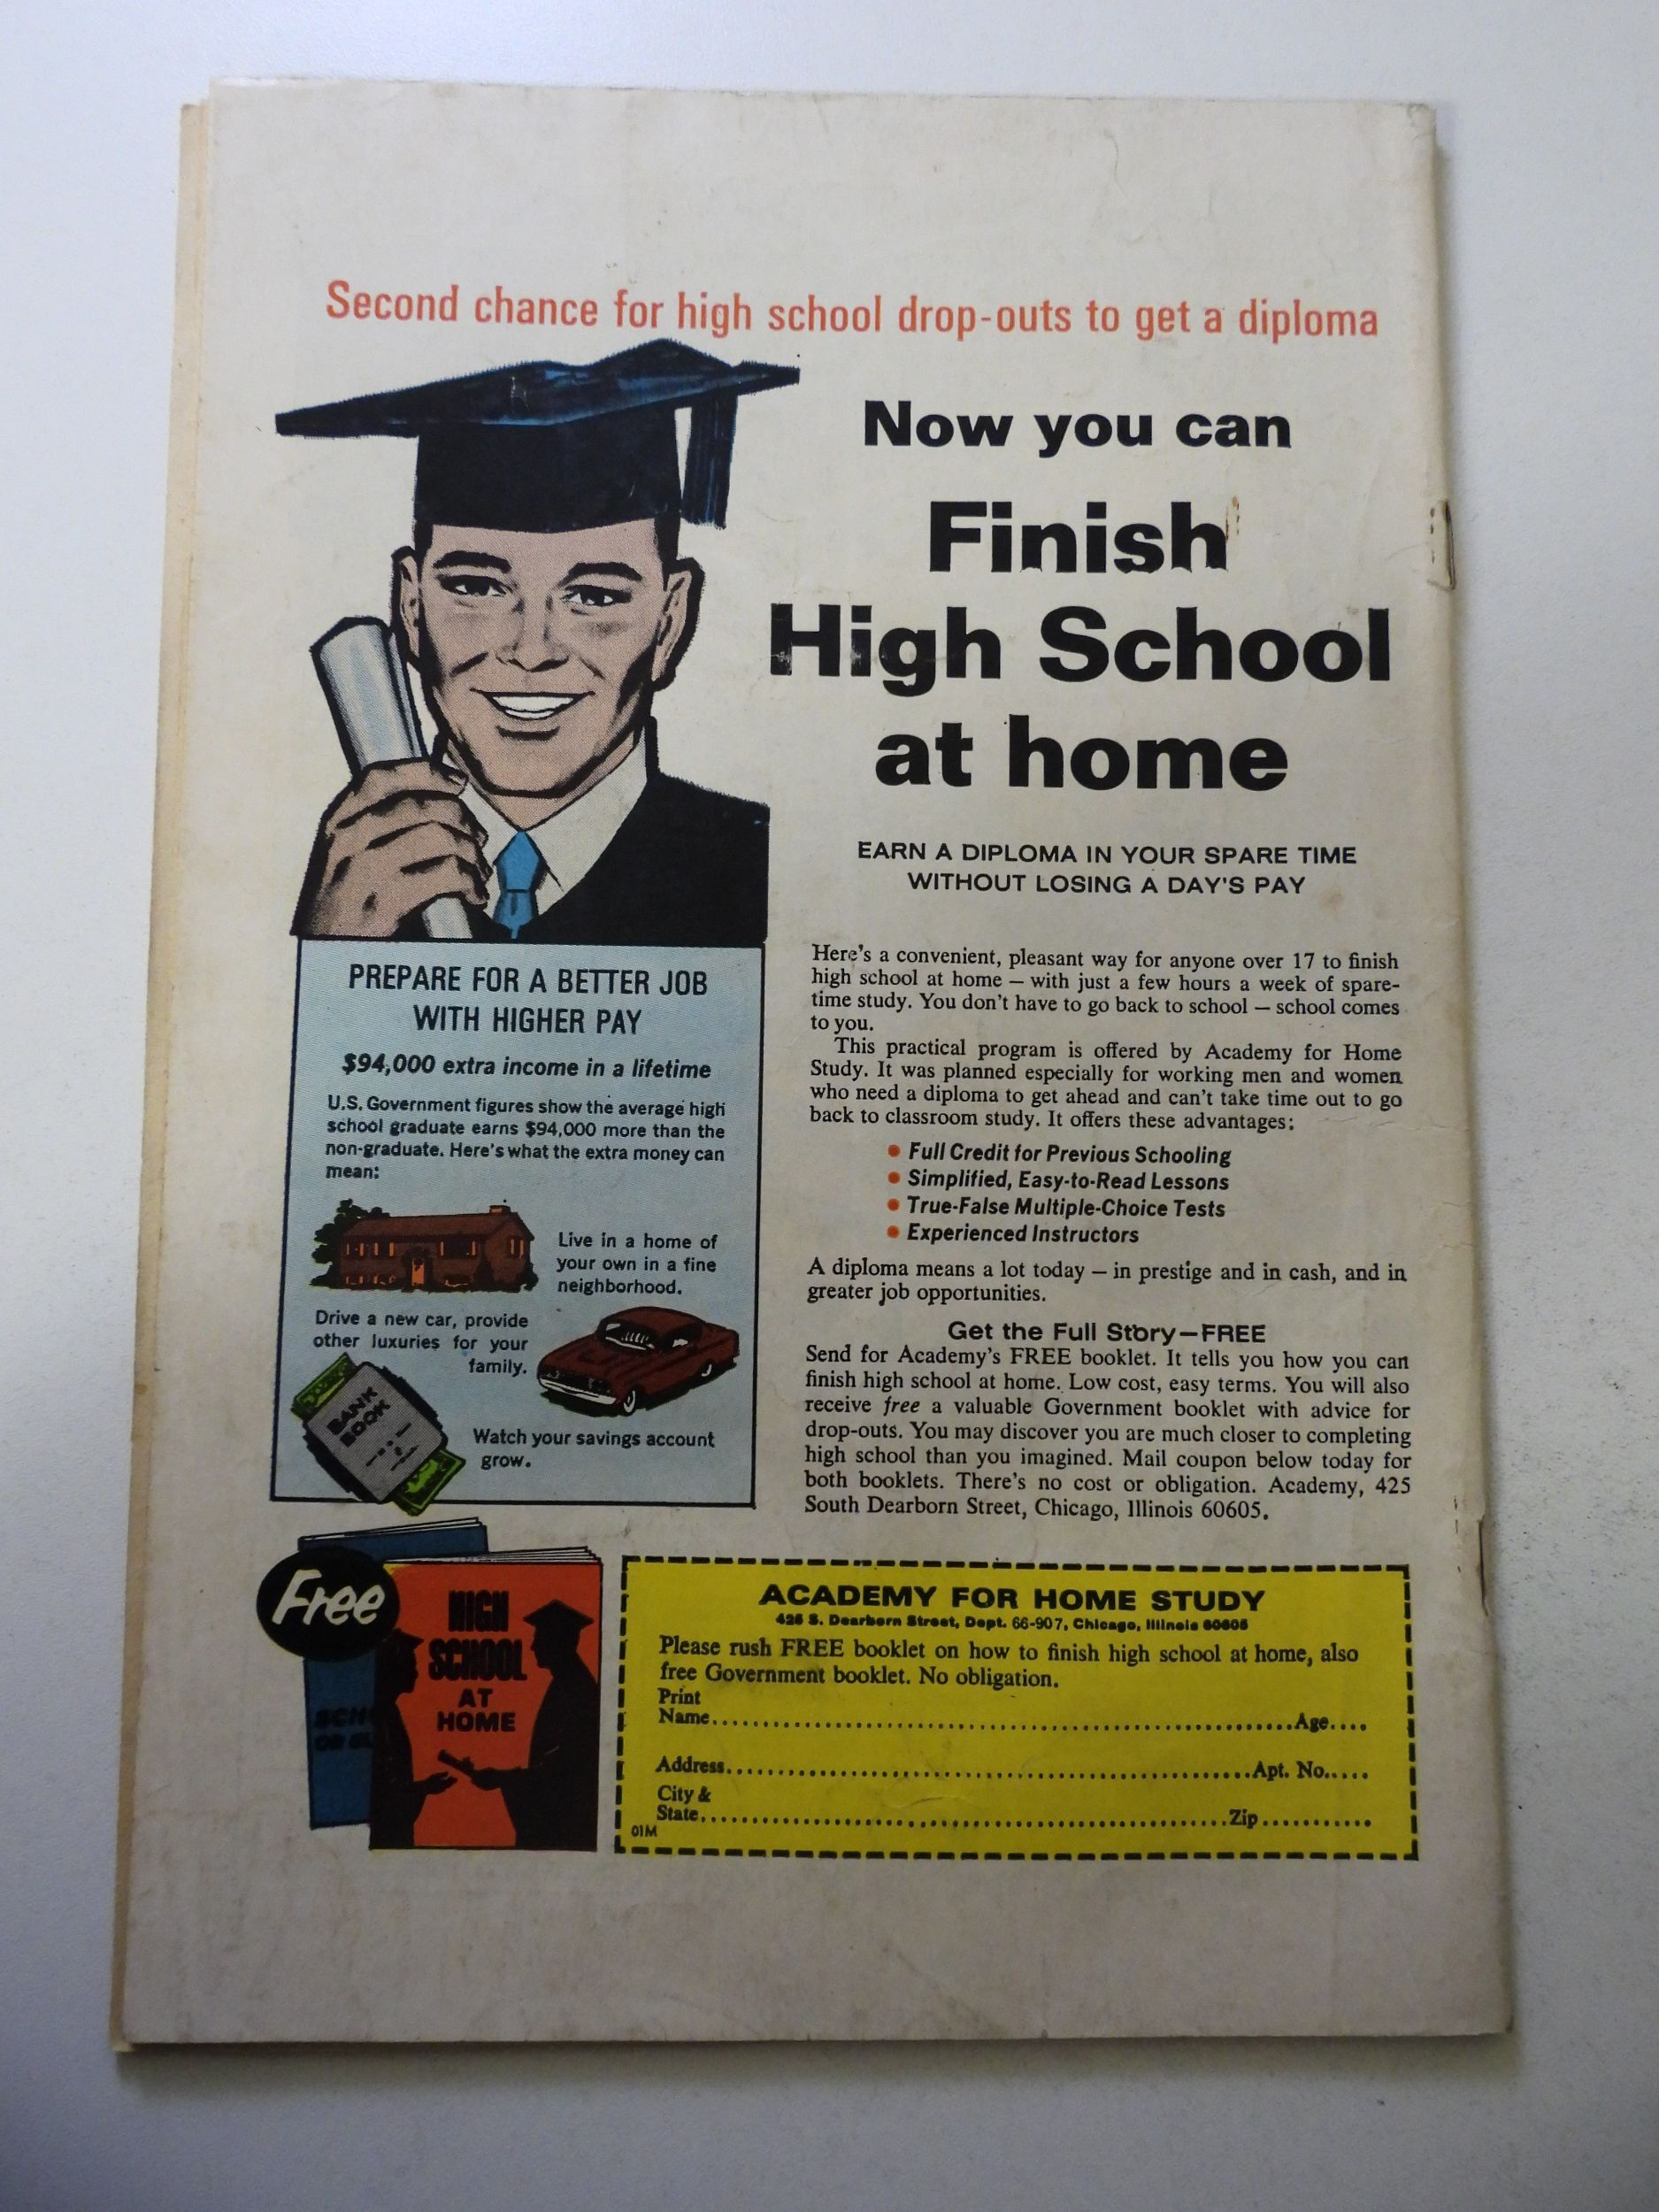 Second chance for high school drop-outs to get a diploma
Now you can
Finish
High School
at home
EARN A DIPLOMA IN YOUR SPARE TIME
WITHOUT LOSING A DAY'S PAY
PREPARE FOR A BETTER JOB
WITH HIGHER PAY
$94,000 extra income in a lifetime
U.S. Government figures show the average high
school graduate earns $94,000 more than the
non-graduate. Here's what the extra money can
mean:
Live in a home of
your own in a fine
neighborhood.
Drive a new car, provide
other luxuries for your
family.
BANK
BOOK
Watch your savings account
grow.
Here's a convenient, pleasant way for anyone over 17 to finish
high school at home — with just a few hours a week of spare-
time study. You don't have to go back to school — school comes
to you.
This practical program is offered by Academy for Home
Study. It was planned especially for working men and women
who need a diploma to get ahead and can't take time out to go
back to classroom study. It offers these advantages:
• Full Credit for Previous Schooling
• Simplified, Easy-to-Read Lessons
• True-False Multiple-Choice Tests
• Experienced Instructors
A diploma means a lot today — in prestige and in cash, and in
greater job opportunities.
Get the Full Story—FREE
Send for Academy's FREE booklet. It tells you how you can
finish high school at home. Low cost, easy terms. You will also
receive free a valuable Government booklet with advice for
drop-outs. You may discover you are much closer to completing
high school than you imagined. Mail coupon below today for
both booklets. There's no cost or obligation. Academy, 425
South Dearborn Street, Chicago, Illinois 60605.
Free
HIGH
SCHOOL
AT
HOME
ACADEMY FOR HOME STUDY
425 S. Dearborn Street, Dept. 66-907, Chicago, Illinois 60605
Please rush FREE booklet on how to finish high school at home, also
free Government booklet. No obligation.
Print
Name.....Age....
Address.....Apt. No.....
City &
State.....Zip...........
01M